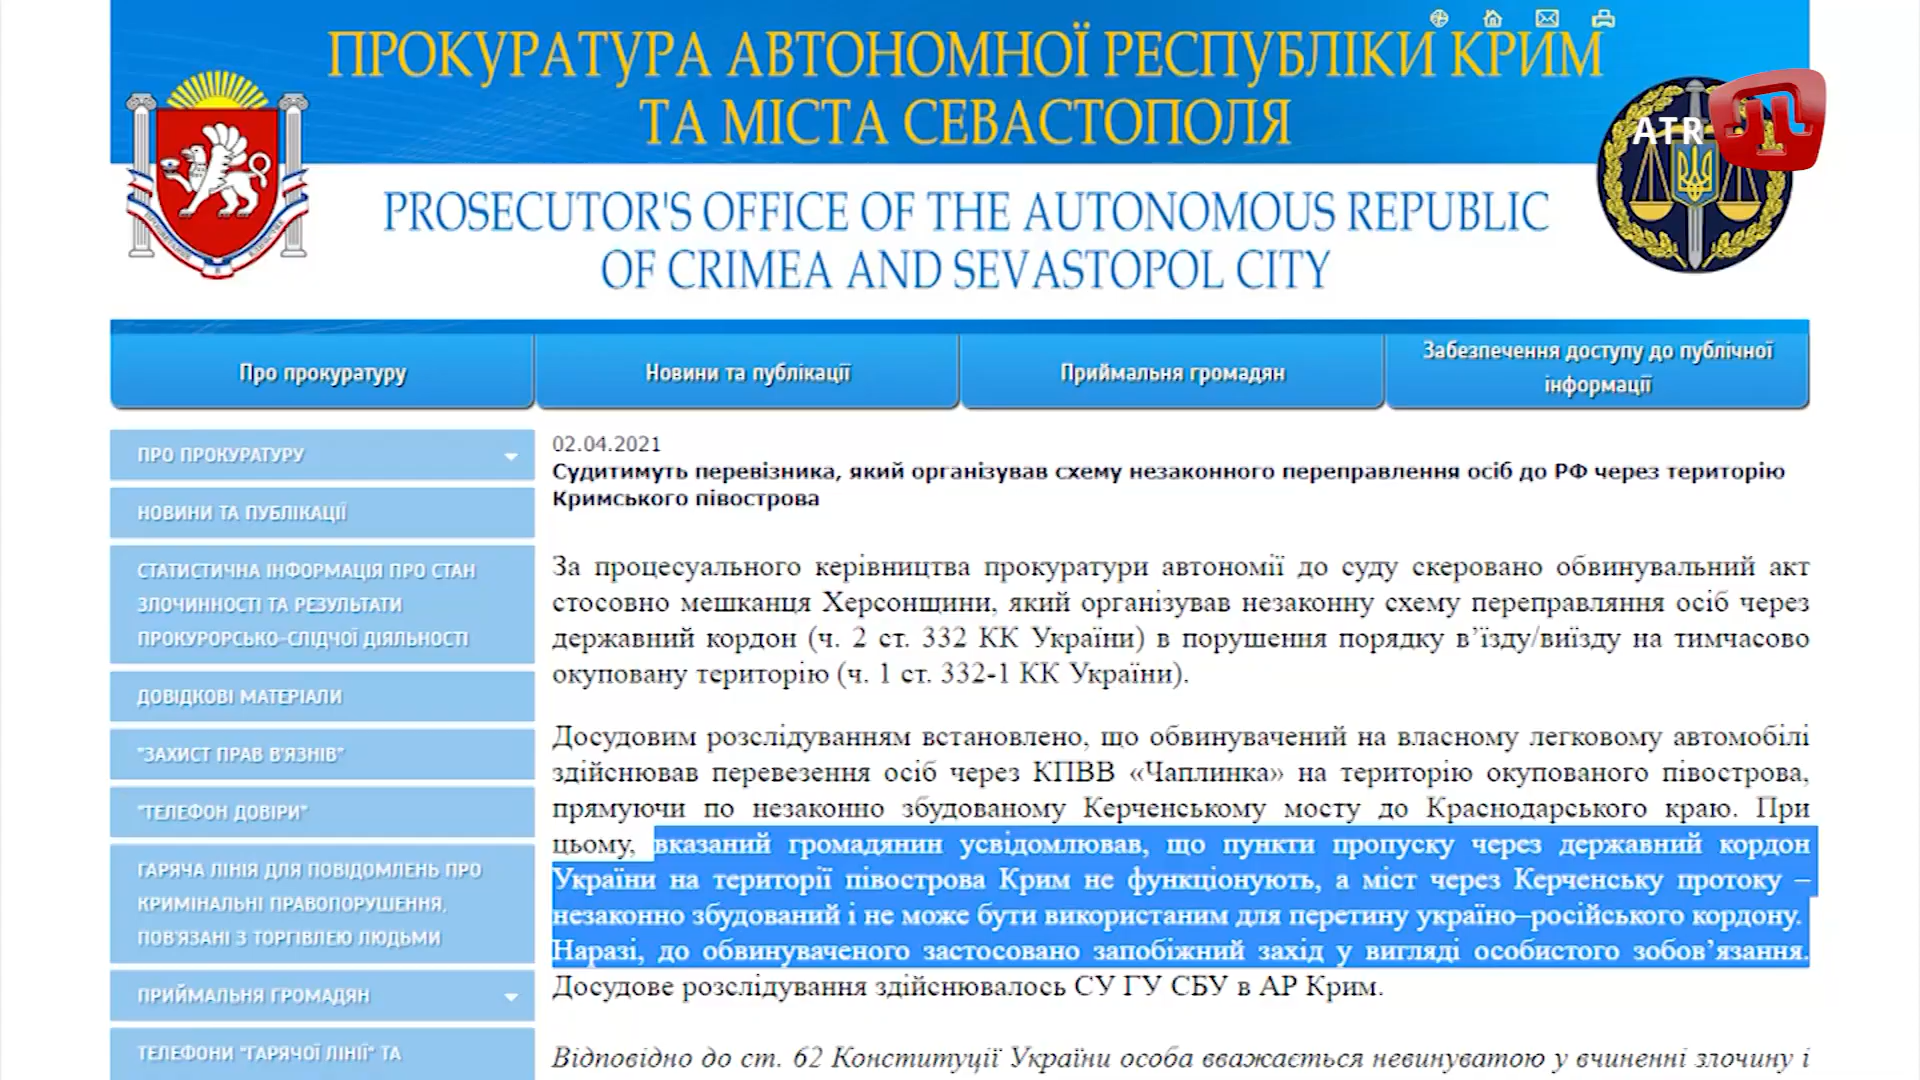 ПРОКУРАТУРА АВТОНОМНОЇ РЕСПУБЛІКИ КРИМ
ТА МІСТА СЕВАСТОПОЛЯ
ATR
PROSECUTOR'S OFFICE OF THE AUTONOMOUS REPUBLIC
OF CRIMEA AND SEVASTOPOL CITY
Про прокуратуру
Новини та публікації
Приймальня громадян
Забезпечення доступу до публічної
інформації
ПРО ПРОКУРАТУРУ
НОВИНИ ТА ПУБЛІКАЦІЇ
СТАТИСТИЧНА ІНФОРМАЦІЯ ПРО СТАН
ЗЛОЧИННОСТІ ТА РЕЗУЛЬТАТИ
ПРОКУРОРСЬКО-СЛІДЧОЇ ДІЯЛЬНОСТІ
ДОВІДКОВІ МАТЕРІАЛИ
"ЗАХИСТ ПРАВ В'ЯЗНІВ"
"ТЕЛЕФОН ДОВІРИ"
ГАРЯЧА ЛІНІЯ ДЛЯ ПОВІДОМЛЕНЬ ПРО
КРИМІНАЛЬНІ ПРАВОПОРУШЕННЯ,
ПОВ'ЯЗАНІ З ТОРГІВЛЕЮ ЛЮДЬМИ
ПРИЙМАЛЬНЯ ГРОМАДЯН
ТЕЛЕФОНИ "ГАРЯЧОЇ ЛІНІЇ" ТА
02.04.2021
Судитимуть перевізника, який організував схему незаконного переправлення осіб до РФ через територію
Кримського півострова
За процесуального керівництва прокуратури автономії до суду скеровано обвинувальний акт
стосовно мешканця Херсонщини, який організував незаконну схему переправляння осіб через
державний кордон (ч. 2 ст. 332 КК України) в порушення порядку в’їзду/виїзду на тимчасово
окуповану територію (ч. 1 ст. 332-1 КК України).
Досудовим розслідуванням встановлено, що обвинувачений на власному легковому автомобілі
здійснював перевезення осіб через КПВВ «Чаплинка» на територію окупованого півострова,
прямуючи по незаконно збудованому Керченському мосту до Краснодарського краю. При
цьому, вказаний громадянин усвідомлював, що пункти пропуску через державний кордон
України на території півострова Крим не функціонують, а міст через Керченську протоку –
незаконно збудований і не може бути використаним для перетину україно–російського кордону.
Наразі, до обвинуваченого застосовано запобіжний захід у вигляді особистого зобов’язання.
Досудове розслідування здійснювалось СУ ГУ СБУ в АР Крим.
Відповідно до ст. 62 Конституції України особа вважається невинуватою у вчиненні злочину і